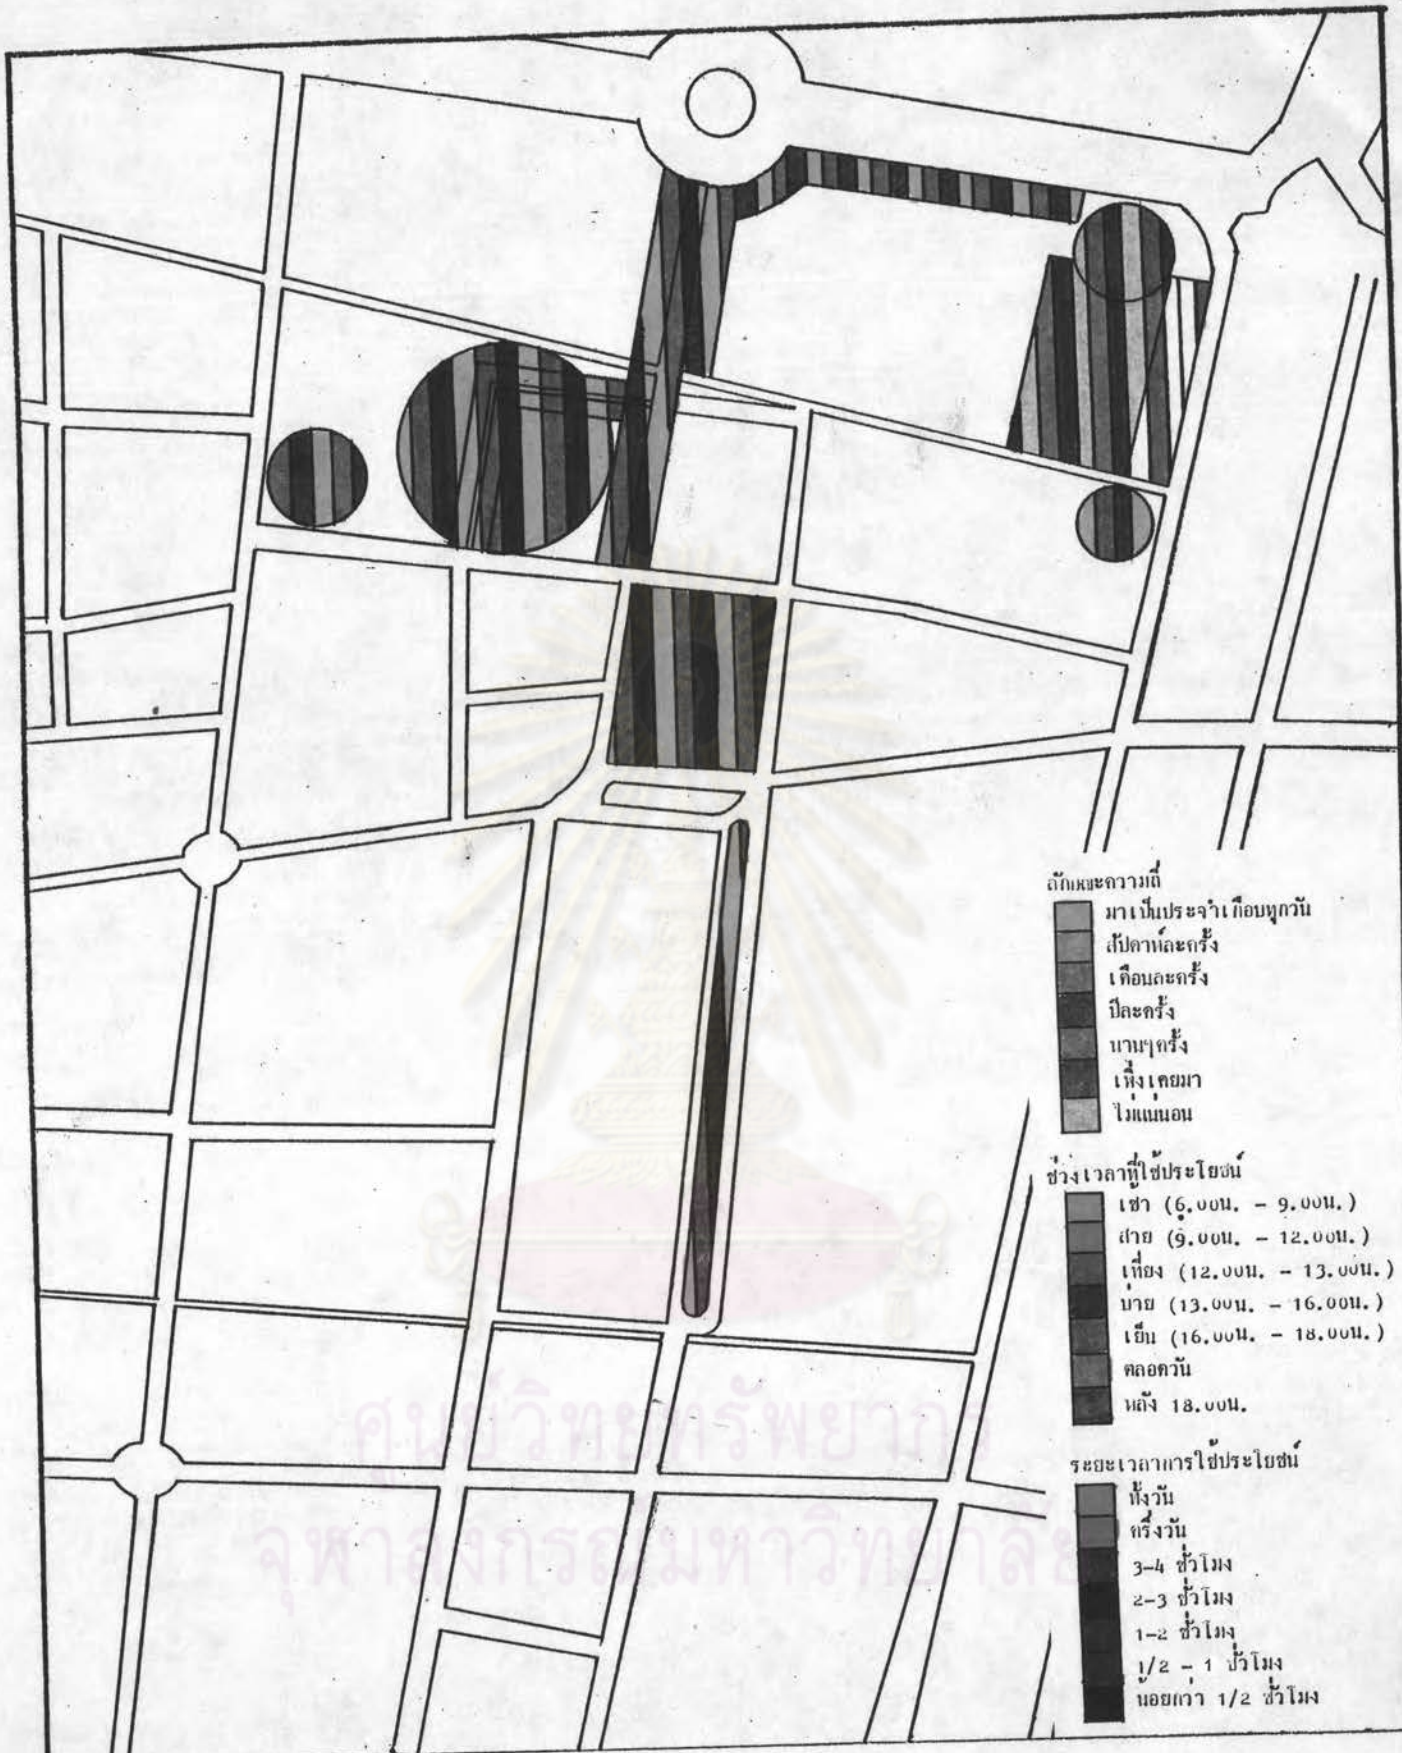 ลักษณะความถี่
มาเป็นประจำเกือบทุกวัน
สัปดาห์ละครั้ง
เดือนละครั้ง
ปีละครั้ง
นานๆครั้ง
เพิ่งเคยมา
ไม่แน่นอน
ช่วงเวลาที่ใช้ประโยชน์
เช้า (6.00น. - 9.00น.)
สาย (9.00น. - 12.00น.)
เที่ยง (12.00น. - 13.00น.)
บ่าย (13.00น. - 16.00น.)
เย็น (16.00น. - 18.00น.)
ตลอดวัน
หลัง 18.00น.
ระยะเวลาการใช้ประโยชน์
ทั้งวัน
ครึ่งวัน
3-4 ชั่วโมง
2-3 ชั่วโมง
1-2 ชั่วโมง
1/2 - 1 ชั่วโมง
น้อยกว่า 1/2 ชั่วโมง
ศูนย์วิทยทรัพยากร
จุฬาลงกรณ์มหาวิทยาลัย